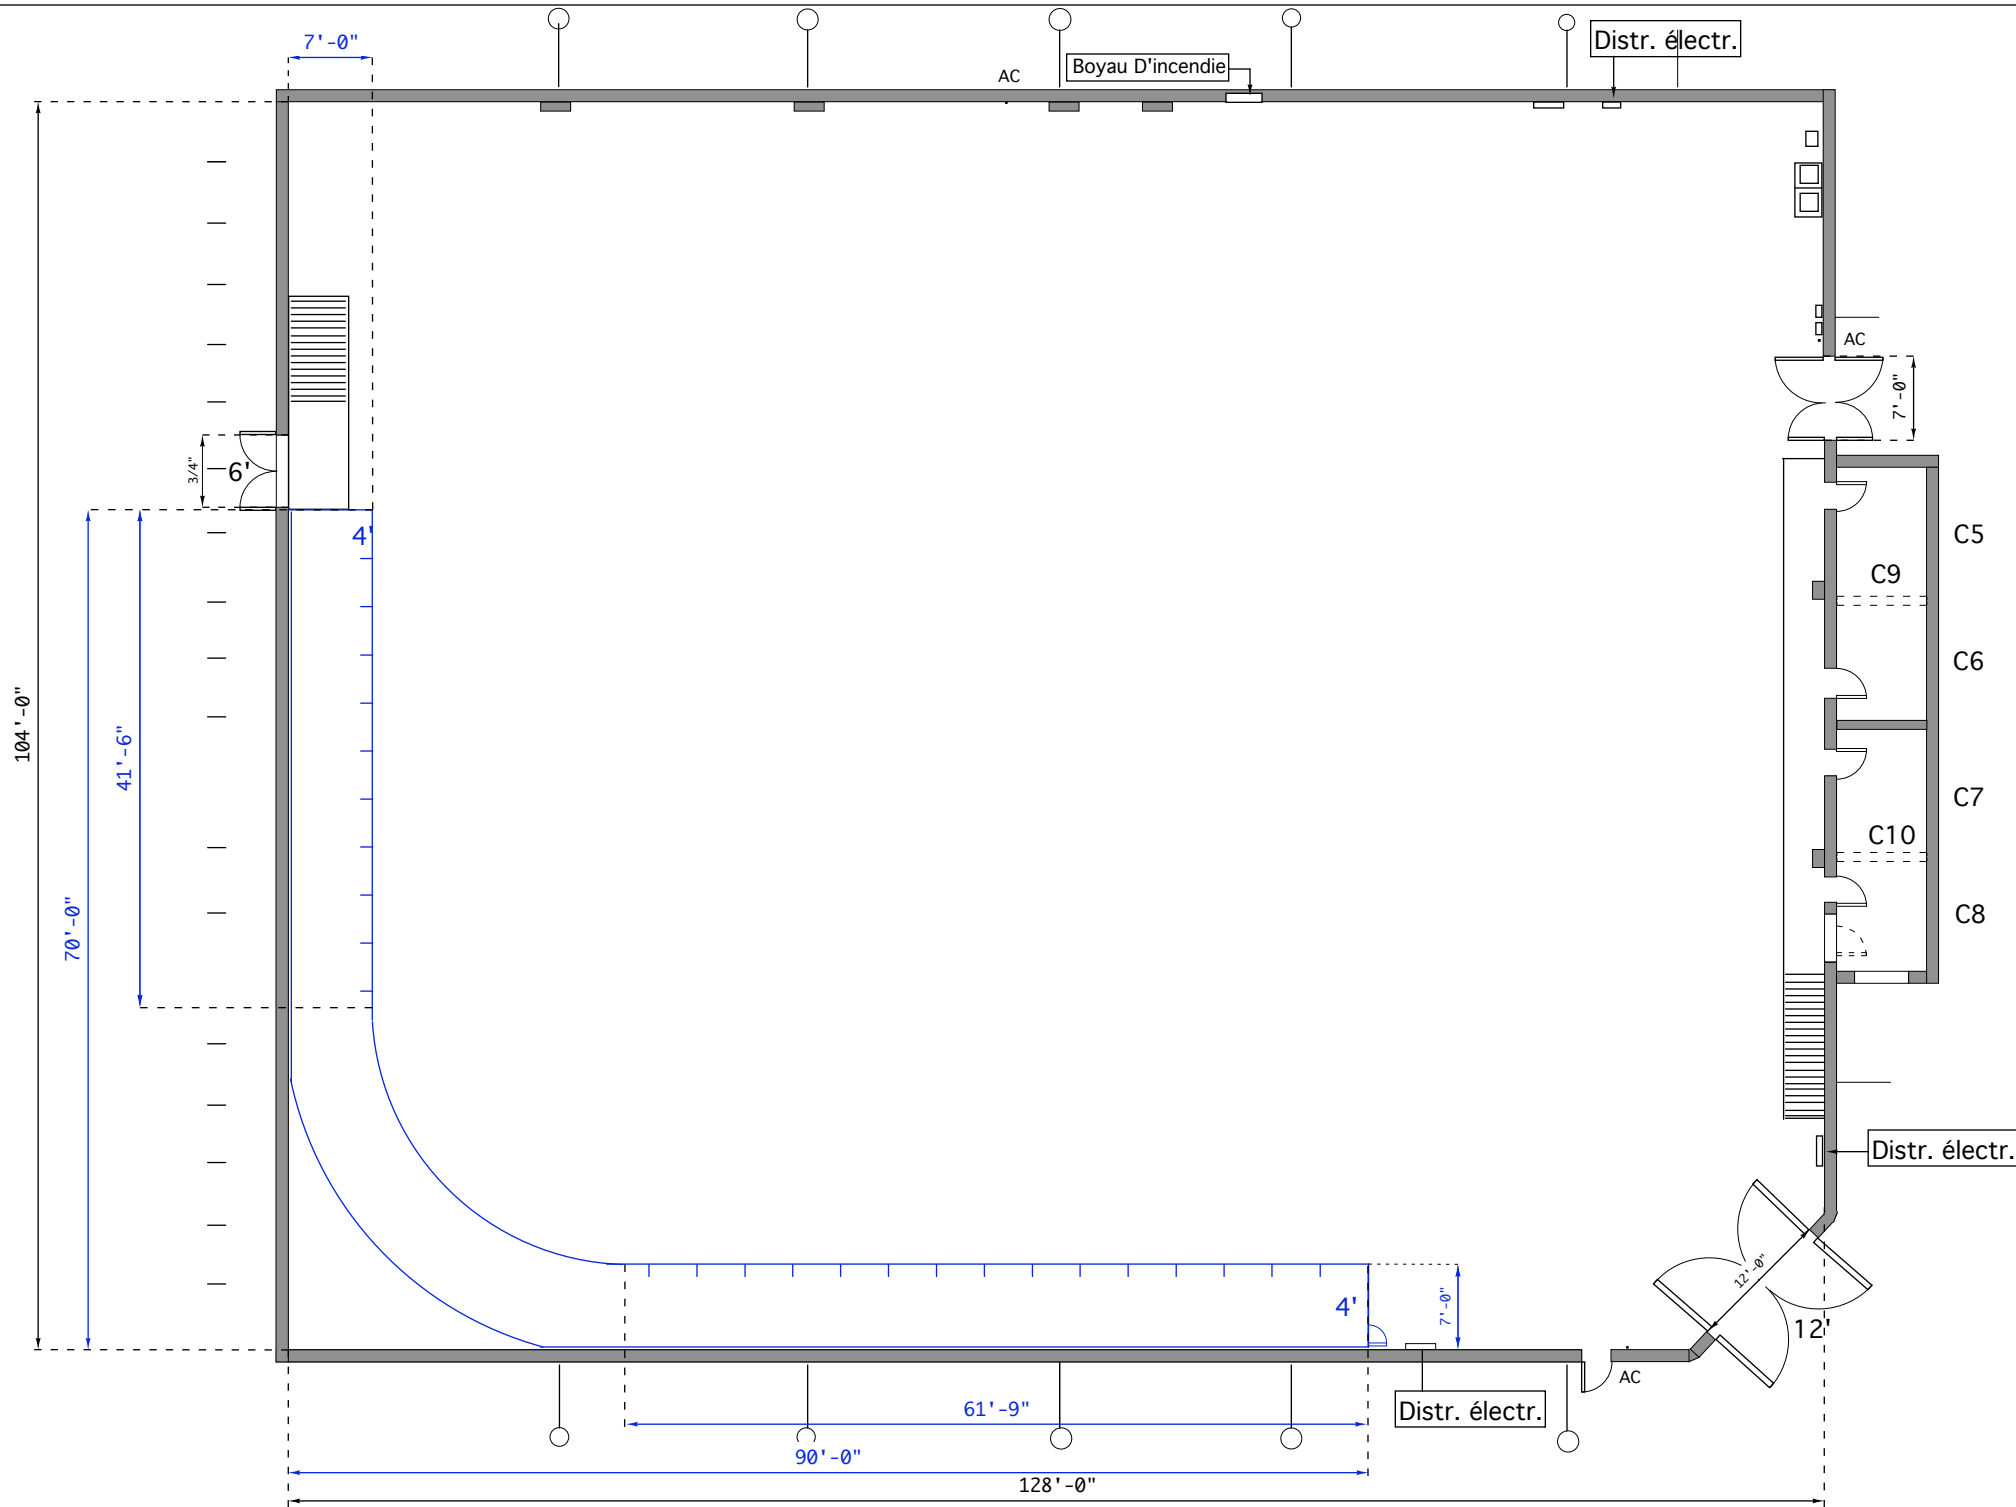 7'-0"
Distr. électr.
Boyau D'incendie
AC
AC
7'-0"
6'
3/4"
4'
C5
C9
C6
104'-0"
41'-6"
C7
C10
70'-0"
C8
Distr. électr.
12'-0"
4'
7'-0"
12'
AC
61'-9"
Distr. électr.
90'-0"
128'-0"